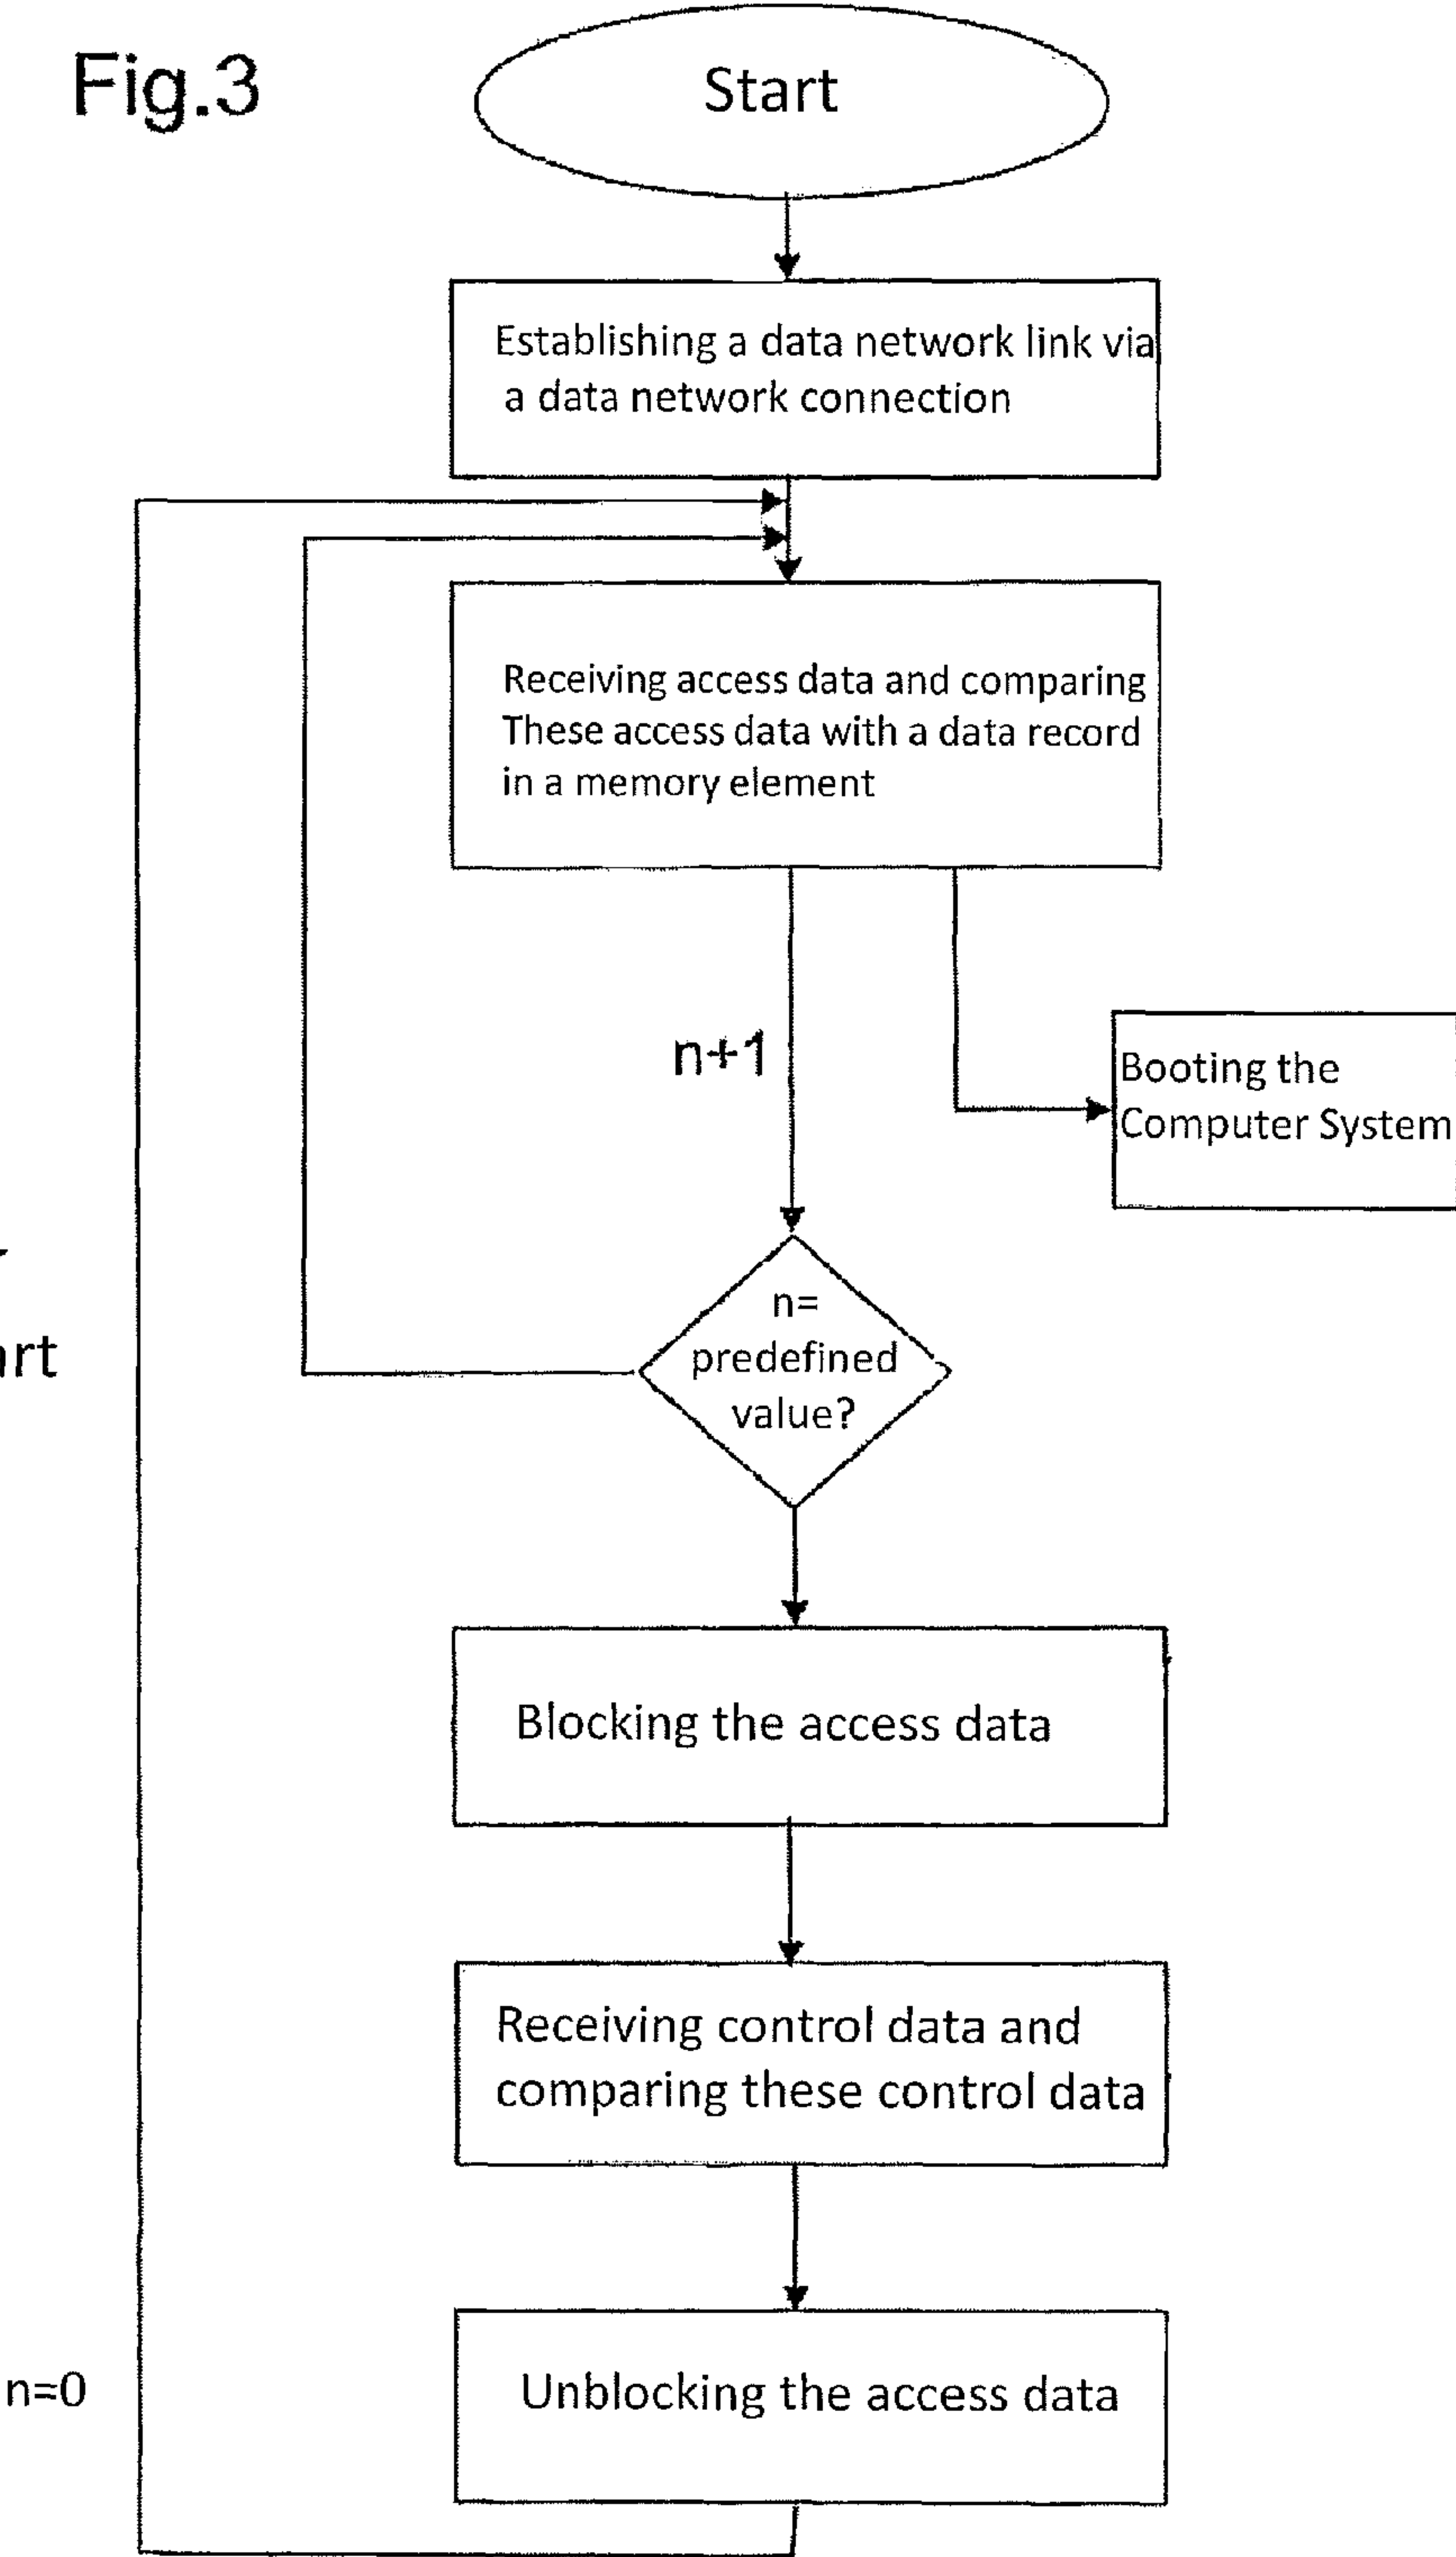 Fig.3
Start
Establishing a data network link via
a data network connection
Receiving access data and comparing
These access data with a data record
in a memory element
n+1
Booting the
Computer System
n=
predefined
value?
Blocking the access data
Receiving control data and
comparing these control data
Unblocking the access data
n=0